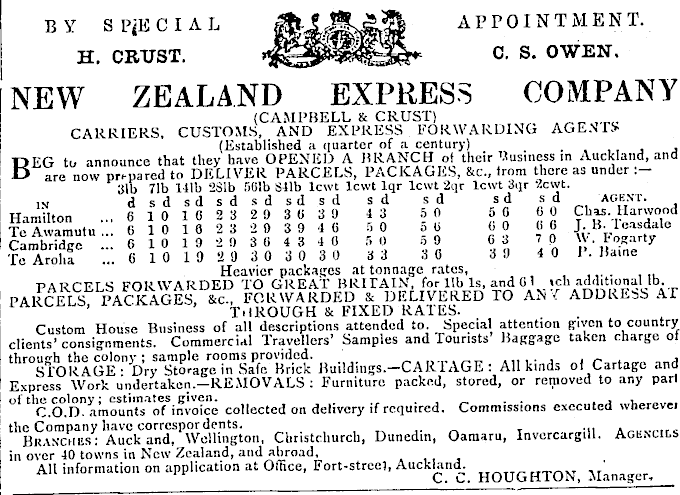 BY SPECIAL APPOINTMENT.
H. CRUST. C. S. OWEN.
NEW ZEALAND EXPRESS COMPANY
(CAMPBELL & CRUST)
CARRIERS, CUSTOMS, AND EXPRESS FORWARDING AGENTS
(Established a quarter of a century)
BEG to announce that they have OPENED A BRANCH of their Business in Auckland, and
are now prepared to DELIVER PARCELS, PACKAGES, &c., from there as under :—
3lb 7lb 14lb 28lb 56lb 84lb 1cwt 1cwt 1qr 1cwt 2qr 1cwt 3qr 2cwt.
IN d s d s d s d s d s d s d s d s d s d s d AGENT.
Hamilton ... 6 1 0 1 6 2 3 2 9 3 6 3 9 4 3 5 0 5 6 6 0 Chas. Harwood
Te Awamutu ... 6 1 0 1 6 2 3 2 9 3 9 4 6 5 0 5 0 6 0 6 6 J. B. Teasdale
Cambridge ... 6 1 0 1 9 2 9 3 6 4 3 4 6 5 0 5 9 6 3 7 0 W. Fogarty
Te Aroha ... 6 1 0 1 9 2 9 3 0 3 0 3 0 3 3 3 6 3 9 4 0 P. Baine
Heavier packages at tonnage rates,
PARCELS FORWARDED TO GREAT BRITAIN, for 1lb 1s, and 6 ch additional lb.
PARCELS, PACKAGES, &c., FORWARDED & DELIVERED TO ANY ADDRESS AT
THROUGH & FIXED RATES.
Custom House Business of all descriptions attended to. Special attention given to country
clients' consignments. Commercial Travellers' Samples and Tourists' Baggage taken charge of
through the colony ; sample rooms provided.
STORAGE : Dry Storage in Safe Brick Buildings.—CARTAGE : All kinds of Cartage and
Express Work undertaken.—REMOVALS : Furniture packed, stored, or removed to any part
of the colony ; estimates given.
C.O.D. amounts of invoice collected on delivery if required. Commissions executed wherever
the Company have correspondents.
BRANCHES : Auckland, Wellington, Christchurch, Dunedin, Oamaru, Invercargill. AGENCIES
in over 40 towns in New Zealand, and abroad,
All information on application at Office, Fort-street, Auckland.
C. C. HOUGHTON, Manager,